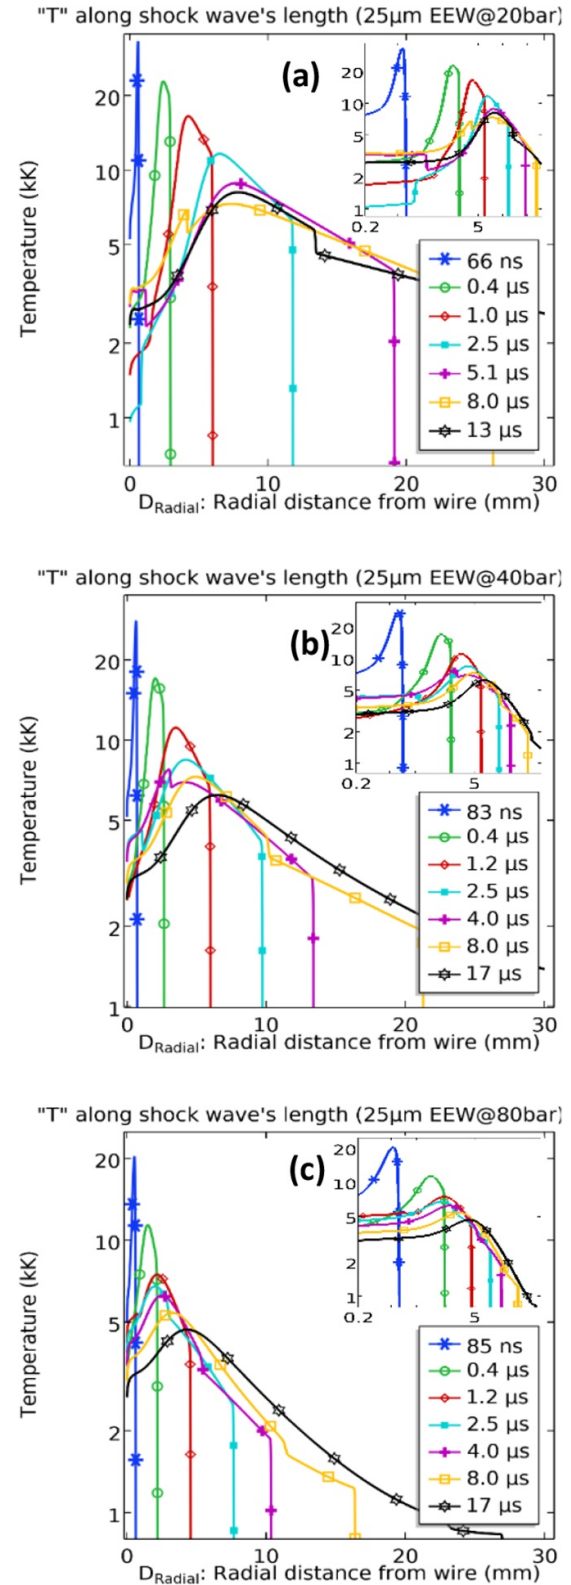 "T" along shock wave's length (25µm EEW@20bar)
(a)
20
10
5
2
1
Temperature (kK)
20
10
5
2
1
0.2
5
66 ns
0.4 µs
1.0 µs
2.5 µs
5.1 µs
8.0 µs
13 µs
0
10
20
30
DRadial: Radial distance from wire (mm)
"T" along shock wave's length (25µm EEW@40bar)
(b)
20
10
5
2
1
Temperature (kK)
20
10
5
2
1
0.2
5
83 ns
0.4 µs
1.2 µs
2.5 µs
4.0 µs
8.0 µs
17 µs
0
10
20
30
DRadial: Radial distance from wire (mm)
"T" along shock wave's length (25µm EEW@80bar)
(c)
20
10
5
2
1
Temperature (kK)
20
10
5
2
1
0.2
5
85 ns
0.4 µs
1.2 µs
2.5 µs
4.0 µs
8.0 µs
17 µs
0
10
20
30
DRadial: Radial distance from wire (mm)